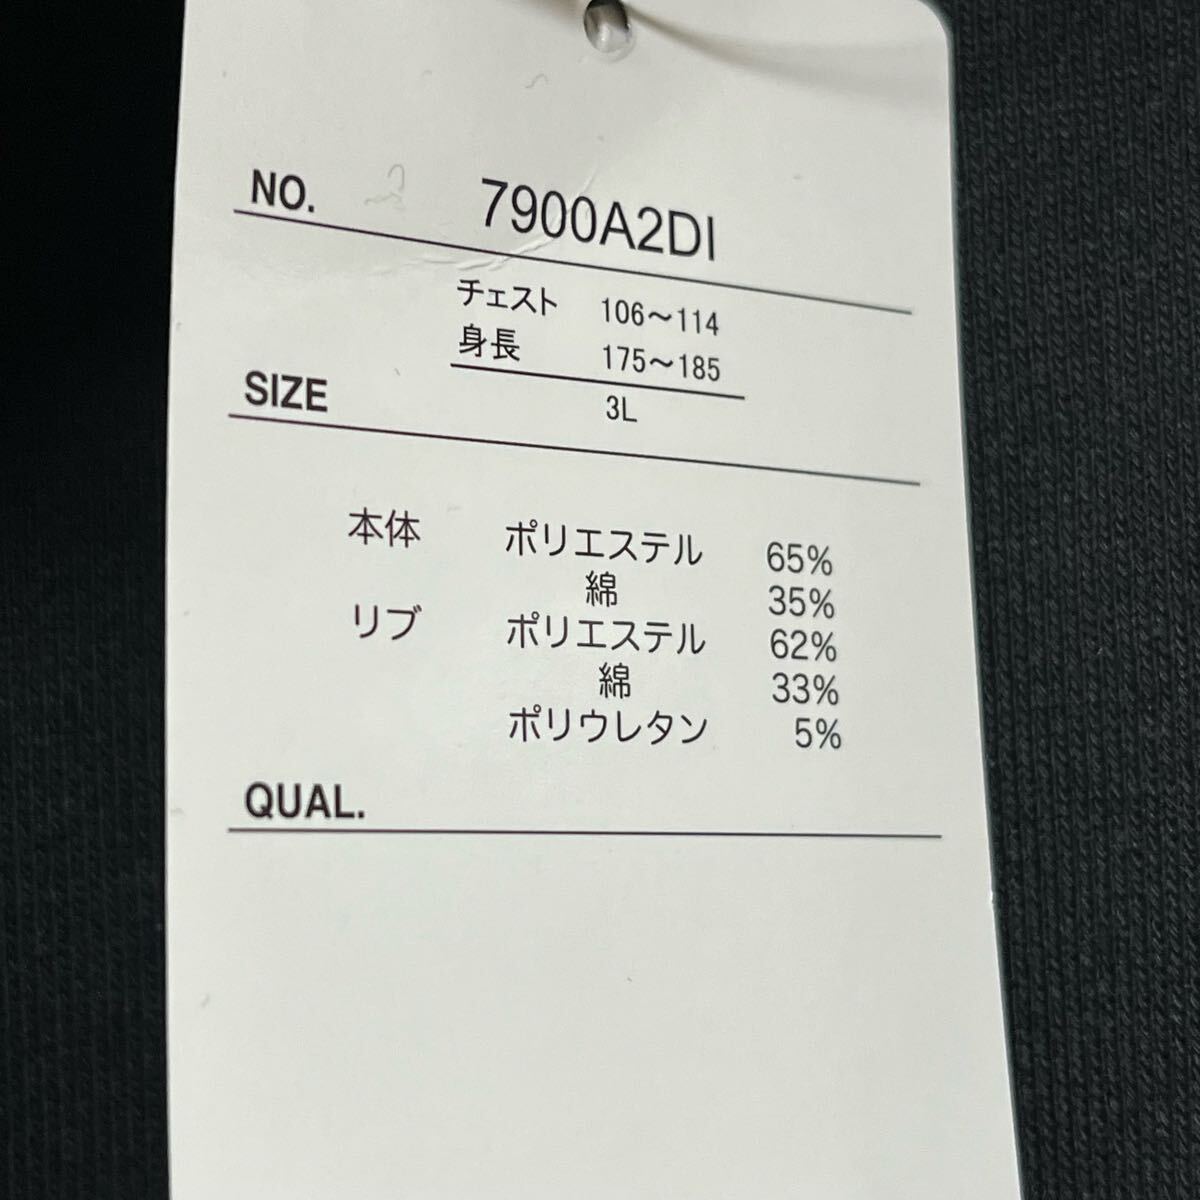 NO. 7900A2DI
チェスト 106～114
身長 175～185
SIZE 3L
本体 ポリエステル 65%
綿 35%
リブ ポリエステル 62%
綿 33%
ポリウレタン 5%
QUAL.